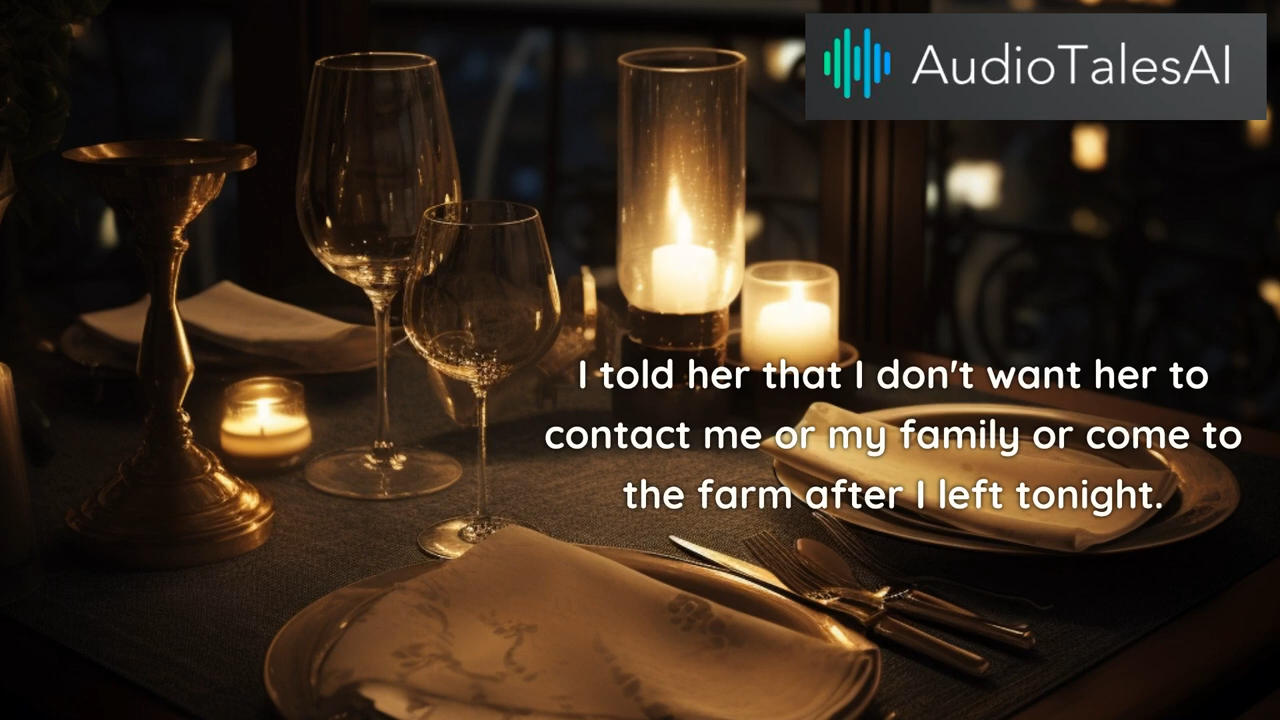 AudioTalesAI
I told her that I don't want her to
contact me or my family or come to
the farm after I left tonight.